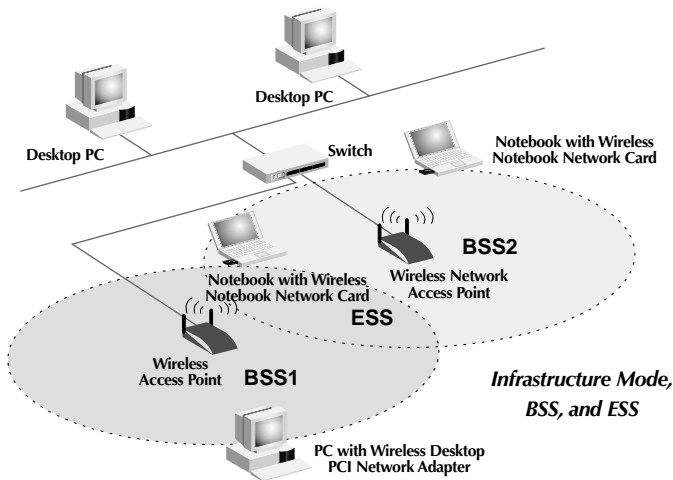 Desktop PC
Desktop PC
Switch
Notebook with Wireless
Notebook Network Card
BSS2
Wireless Network
Access Point
Notebook with Wireless
Notebook Network Card
ESS
Wireless
Access Point
BSS1
Infrastructure Mode,
BSS, and ESS
PC with Wireless Desktop
PCI Network Adapter